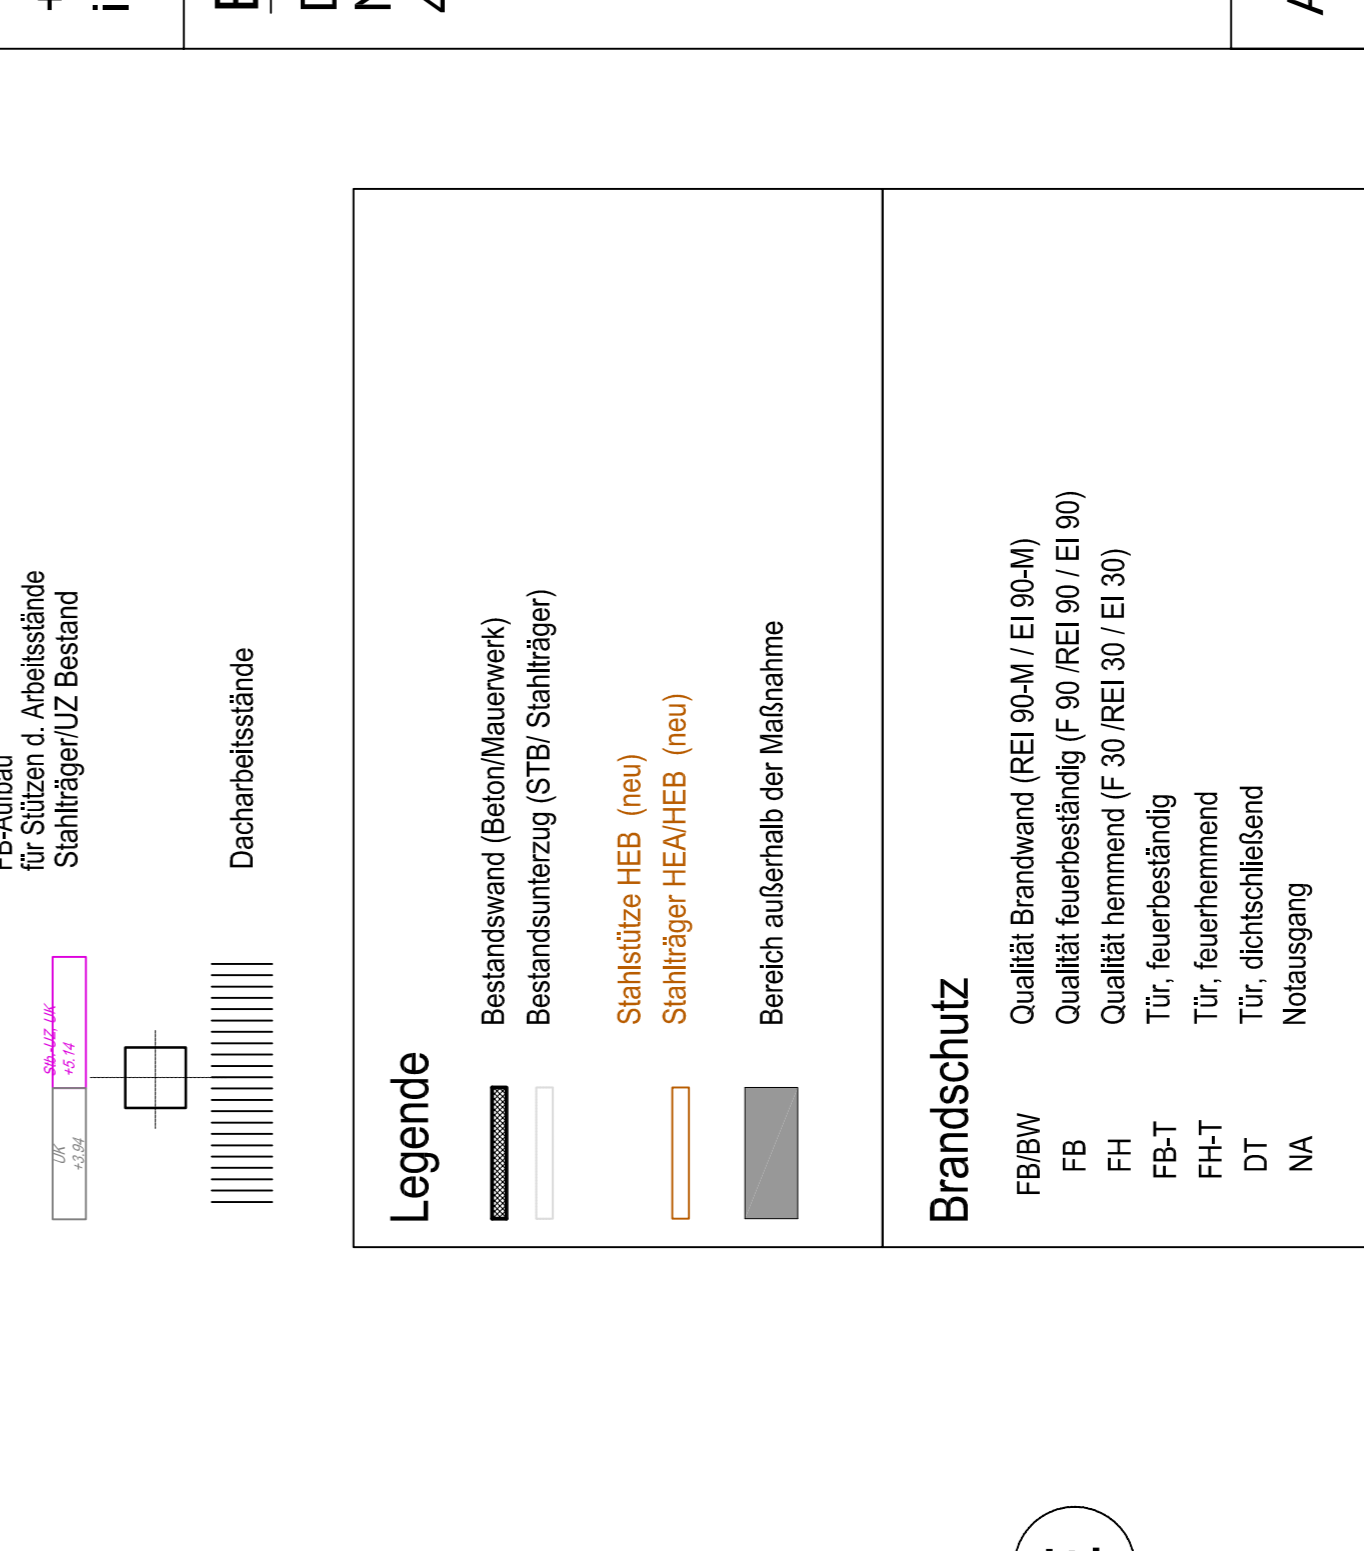 FB-Aufbau
für Stützen d. Arbeitsstände
Stahlträger/UZ Bestand
UK
+3.94
Stb.-UZ, UK
+5.14
Dacharbeitsstände
Legende
Bestandswand (Beton/Mauerwerk)
Bestandsunterzug (STB/ Stahlträger)
Stahlstütze HEB (neu)
Stahlträger HEA/HEB (neu)
Bereich außerhalb der Maßnahme
Brandschutz
FB/BW Qualität Brandwand (REI 90-M / EI 90-M)
FB Qualität feuerbeständig (F 90 /REI 90 / EI 90)
FH Qualität hemmend (F 30 /REI 30 / EI 30)
FB-T Tür, feuerbeständig
FH-T Tür, feuerhemmend
DT Tür, dichtschließend
NA Notausgang